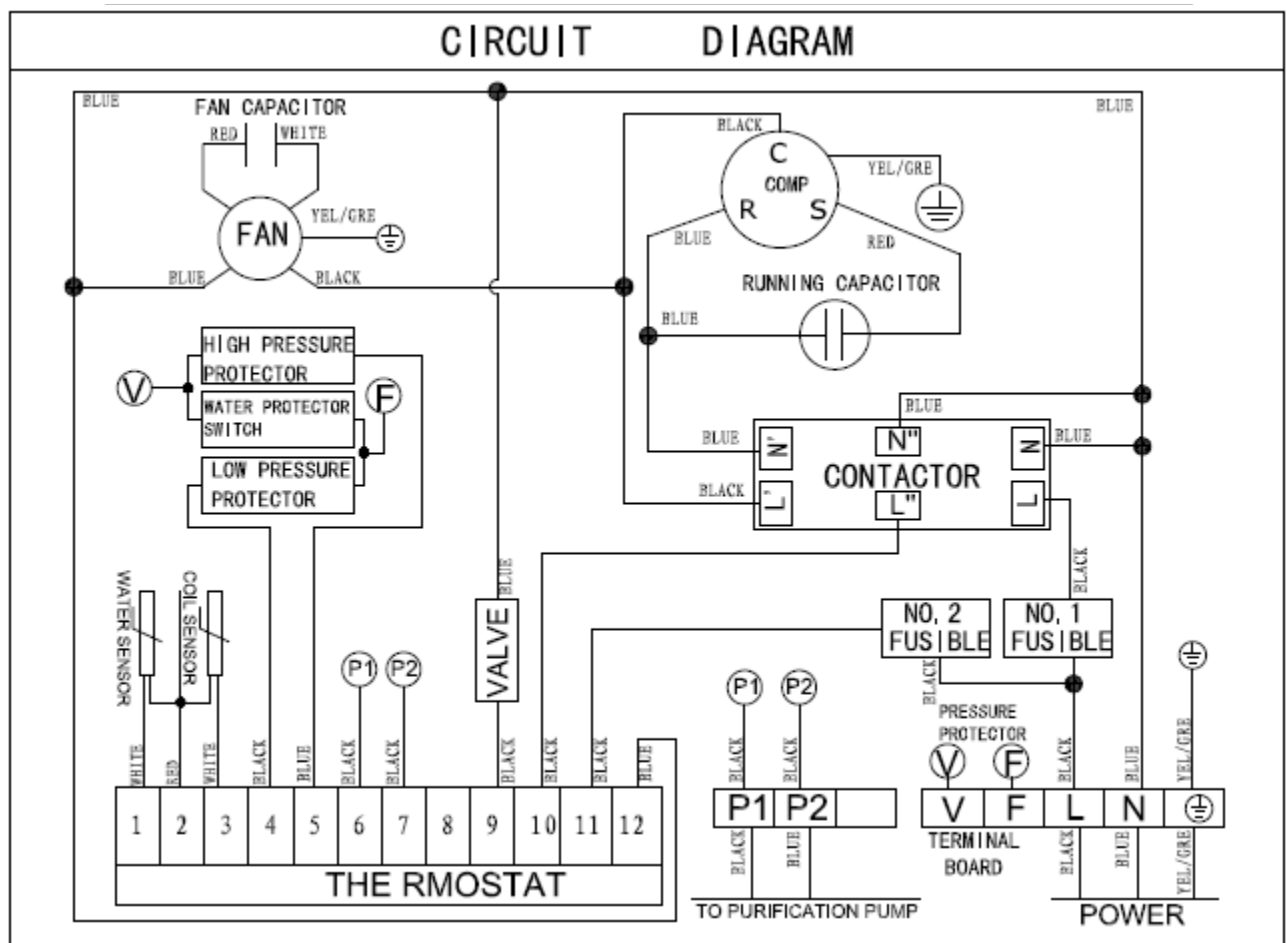 CIRCUIT DIAGRAM
BLUE
FAN CAPACITOR
RED
WHITE
FAN
YEL/GRE
BLUE
BLACK
BLACK
C
COMP
R
S
YEL/GRE
BLUE
RED
BLUE
RUNNING CAPACITOR
BLUE
HIGH PRESSURE
PROTECTOR
V
WATER PROTECTOR
SWITCH
F
LOW PRESSURE
PROTECTOR
BLUE
BLUE
N'
N"
N
BLUE
CONTACTOR
BLACK
L'
L"
L
BLACK
WATER SENSOR
COIL SENSOR
P1
P2
BLUE
VALVE
NO, 2
FUSIBLE
NO, 1
FUSIBLE
BLACK
P1
P2
PRESSURE
PROTECTOR
V
F
WHITE
RED
WHITE
BLACK
BLUE
BLACK
BLACK
BLACK
BLACK
BLACK
BLUE
BLACK
BLACK
BLACK
BLUE
YEL/GRE
1 2 3 4 5 6 7 8 9 10 11 12
THE RMOSTAT
P1 P2
V F L N
TERMINAL
BOARD
BLACK
BLUE
BLACK
BLUE
YEL/GRE
TO PURIFICATION PUMP
POWER